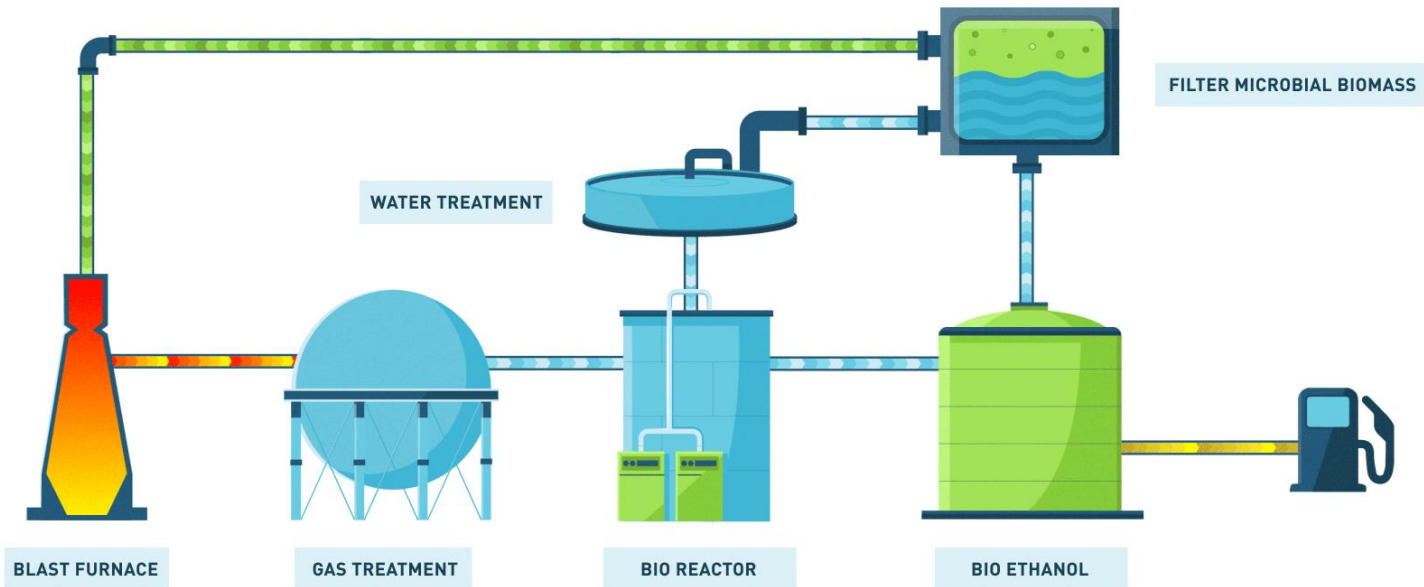 FILTER MICROBIAL BIOMASS
WATER TREATMENT
BLAST FURNACE
GAS TREATMENT
BIO REACTOR
BIO ETHANOL